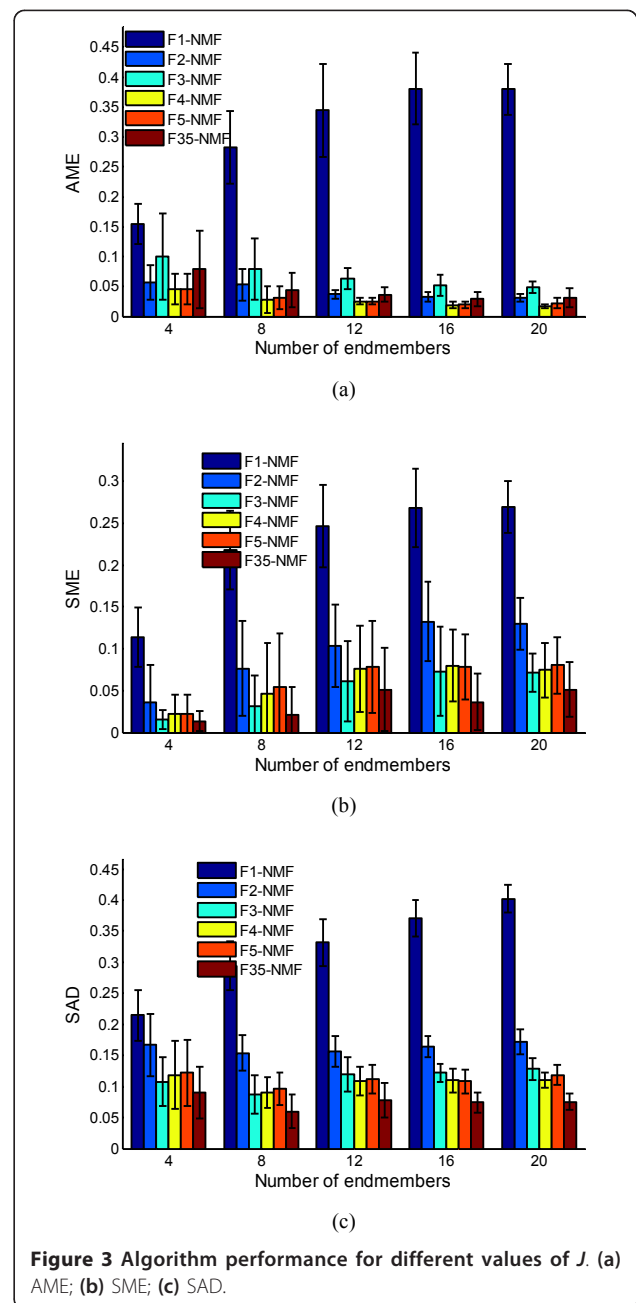 0.45
0.4
0.35
0.3
0.25
0.2
0.15
0.1
0.05
0
AME
F1-NMF
F2-NMF
F3-NMF
F4-NMF
F5-NMF
F35-NMF
4 8 12 16 20
Number of endmembers
(a)
0.3
0.25
0.2
0.15
0.1
0.05
0
SME
F1-NMF
F2-NMF
F3-NMF
F4-NMF
F5-NMF
F35-NMF
4 8 12 16 20
Number of endmembers
(b)
0.45
0.4
0.35
0.3
0.25
0.2
0.15
0.1
0.05
0
SAD
F1-NMF
F2-NMF
F3-NMF
F4-NMF
F5-NMF
F35-NMF
4 8 12 16 20
Number of endmembers
(c)
Figure 3 Algorithm performance for different values of J. (a)
AME; (b) SME; (c) SAD.